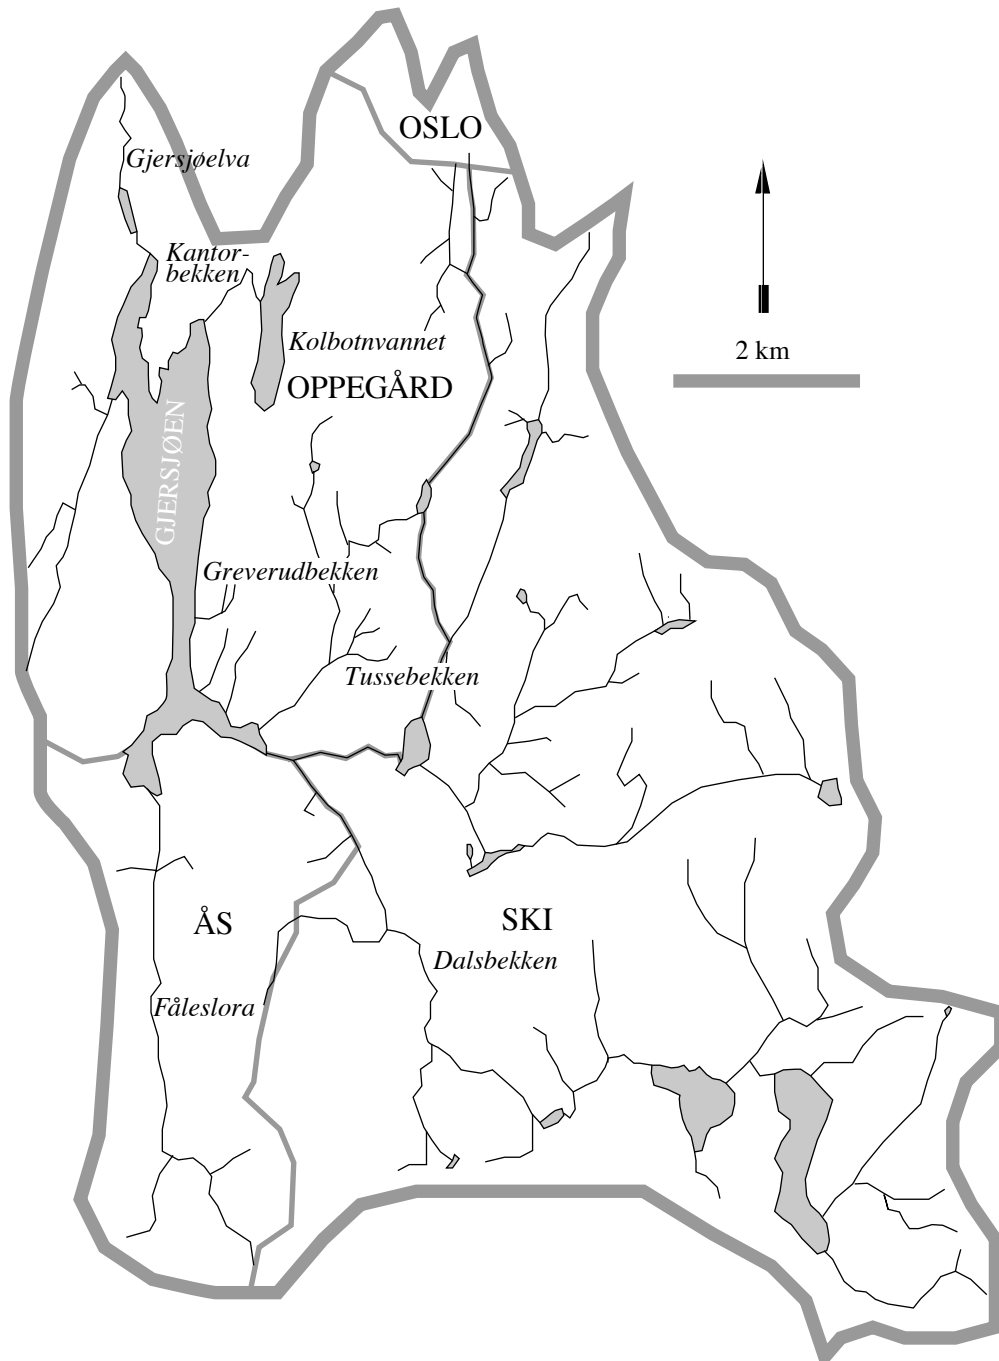 OSLO
Gjersjøelva
Kantor-
bekken
Kolbotnvannet
2 km
OPPEGÅRD
GJERSJØEN
Greverudbekken
Tussebekken
ÅS
SKI
Dalsbekken
Fåleslora